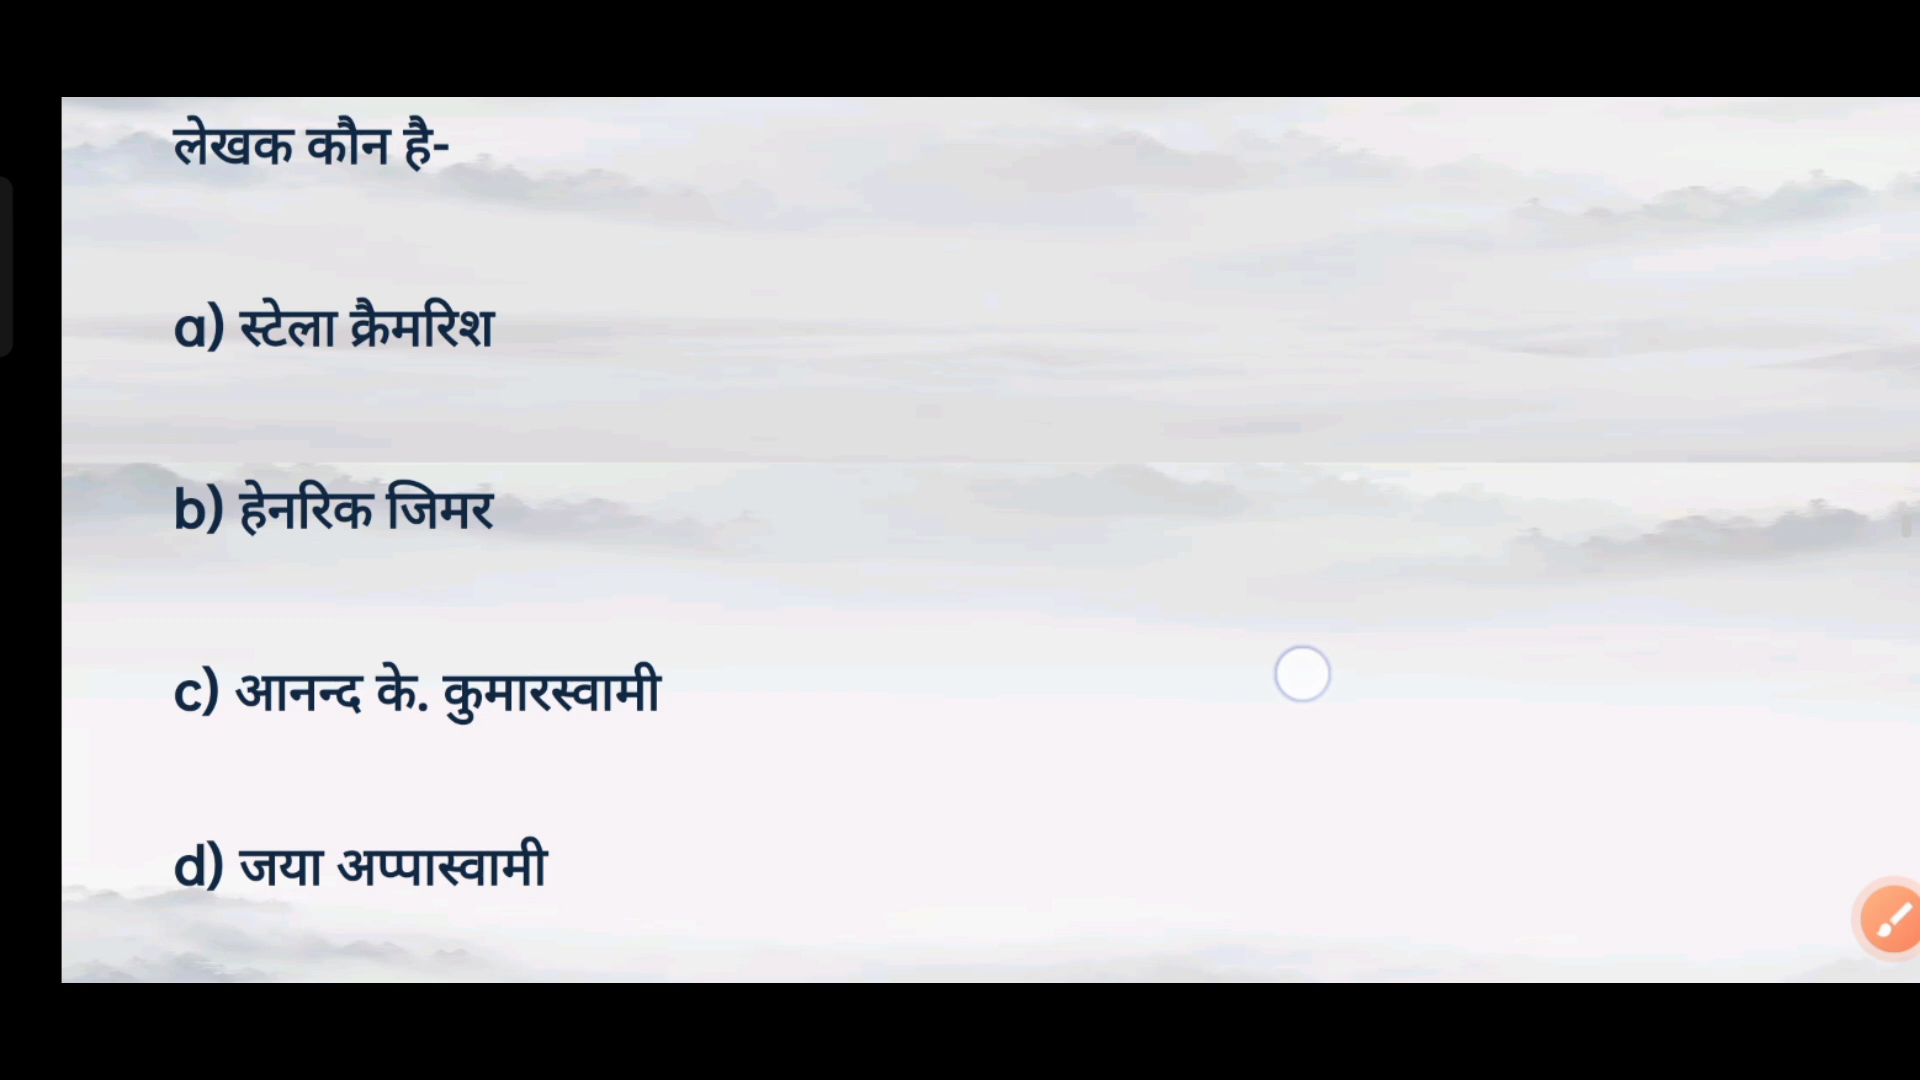 लेखक कौन है-
a) स्टेला क्रैमरिश
b) हेनरिक जिमर
c) आनन्द के. कुमारस्वामी
d) जया अप्पास्वामी